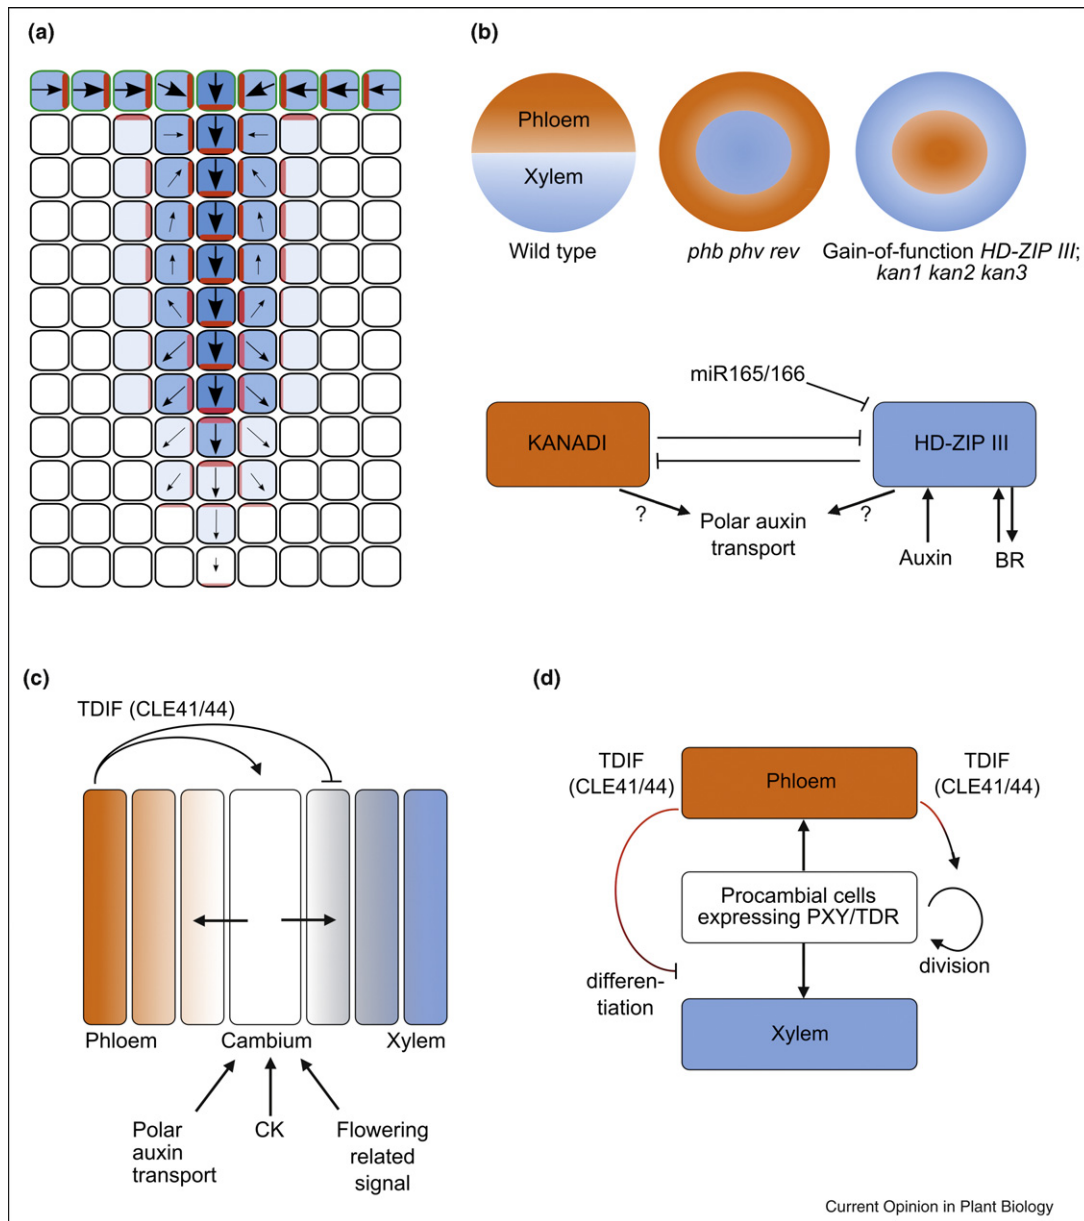 (a)
(b)
Phloem
Xylem
Wild type
phb phv rev
Gain-of-function HD-ZIP III;
kan1 kan2 kan3
miR165/166
KANADI
HD-ZIP III
?
Polar auxin
transport
?
Auxin
BR
(c)
TDIF (CLE41/44)
Phloem
Cambium
Xylem
Polar
auxin
transport
CK
Flowering
related
signal
(d)
TDIF
(CLE41/44)
Phloem
TDIF
(CLE41/44)
Procambial cells
expressing PXY/TDR
differen-
tiation
division
Xylem
Current Opinion in Plant Biology